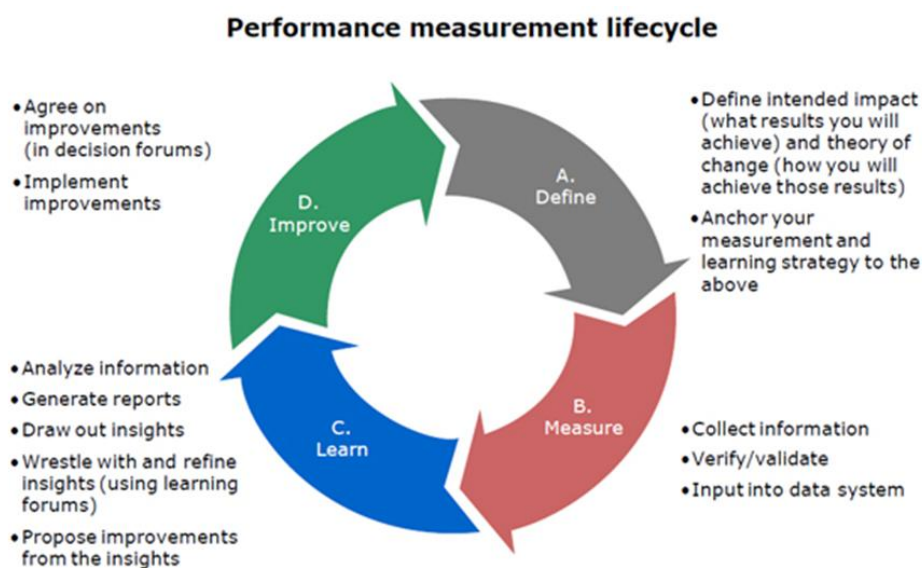 Performance measurement lifecycle
•Agree on
improvements
(in decision forums)
•Implement
improvements
D.
Improve
A.
Define
•Define intended impact
(what results you will
achieve) and theory of
change (how you will
achieve those results)
•Anchor your
measurement and
learning strategy to the
above
•Analyze information
•Generate reports
•Draw out insights
•Wrestle with and refine
insights (using learning
forums)
•Propose improvements
from the insights
C.
Learn
B.
Measure
•Collect information
•Verify/validate
•Input into data system